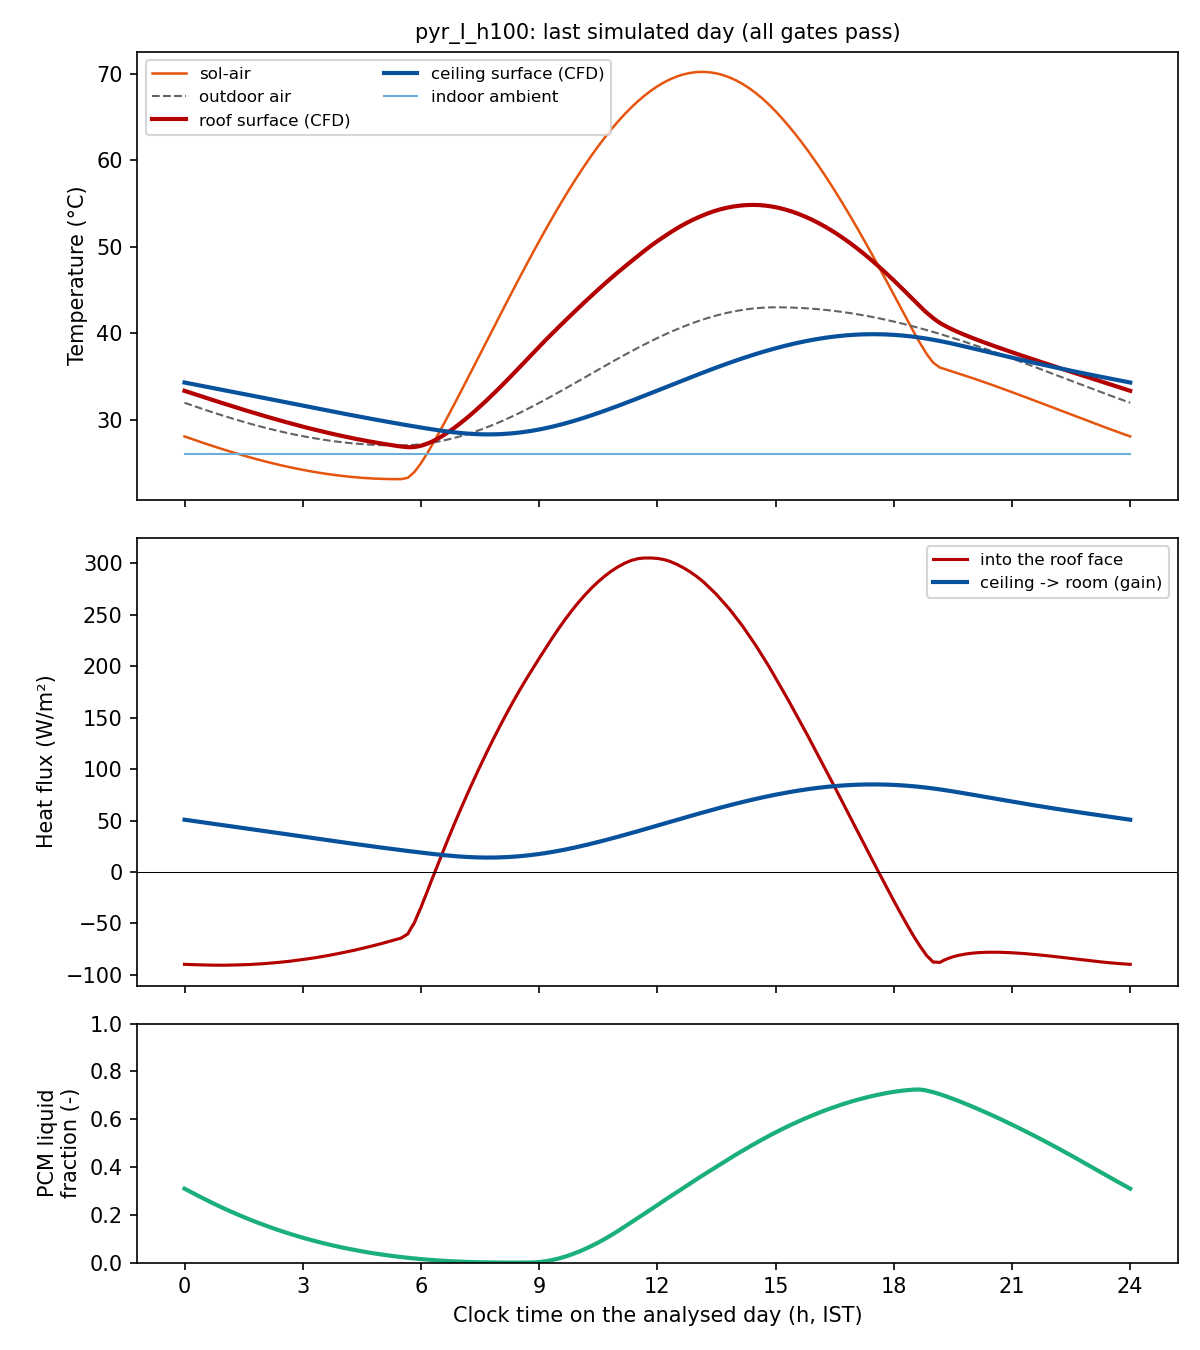 pyr_I_h100: last simulated day (all gates pass)
sol-air
outdoor air
roof surface (CFD)
ceiling surface (CFD)
indoor ambient
70
60
50
40
30
Temperature (°C)
into the roof face
ceiling -> room (gain)
300
250
200
150
100
50
0
−50
−100
Heat flux (W/m²)
1.0
0.8
0.6
0.4
0.2
0.0
PCM liquid
fraction (-)
0 3 6 9 12 15 18 21 24
Clock time on the analysed day (h, IST)